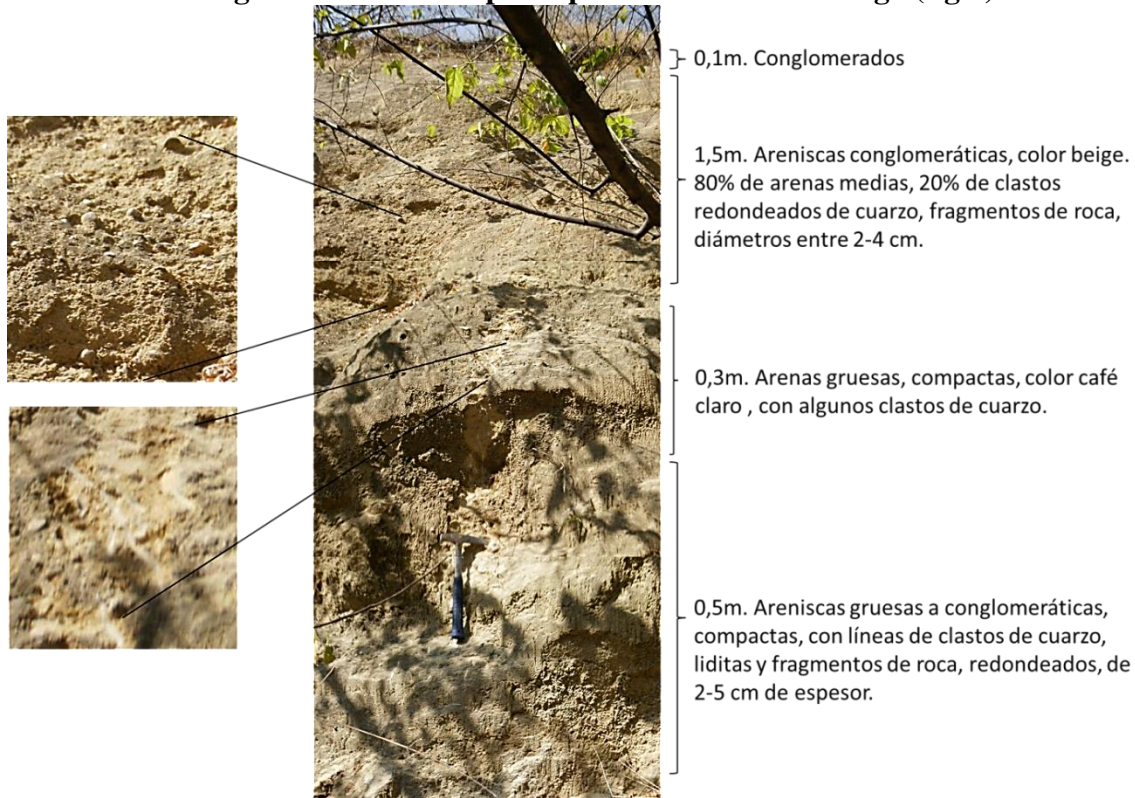 0,1m. Conglomerados
1,5m. Areniscas conglomeráticas, color beige.
80% de arenas medias, 20% de clastos
redondeados de cuarzo, fragmentos de roca,
diámetros entre 2-4 cm.
0,3m. Arenas gruesas, compactas, color café
claro , con algunos clastos de cuarzo.
0,5m. Areniscas gruesas a conglomeráticas,
compactas, con líneas de clastos de cuarzo,
liditas y fragmentos de roca, redondeados, de
2-5 cm de espesor.